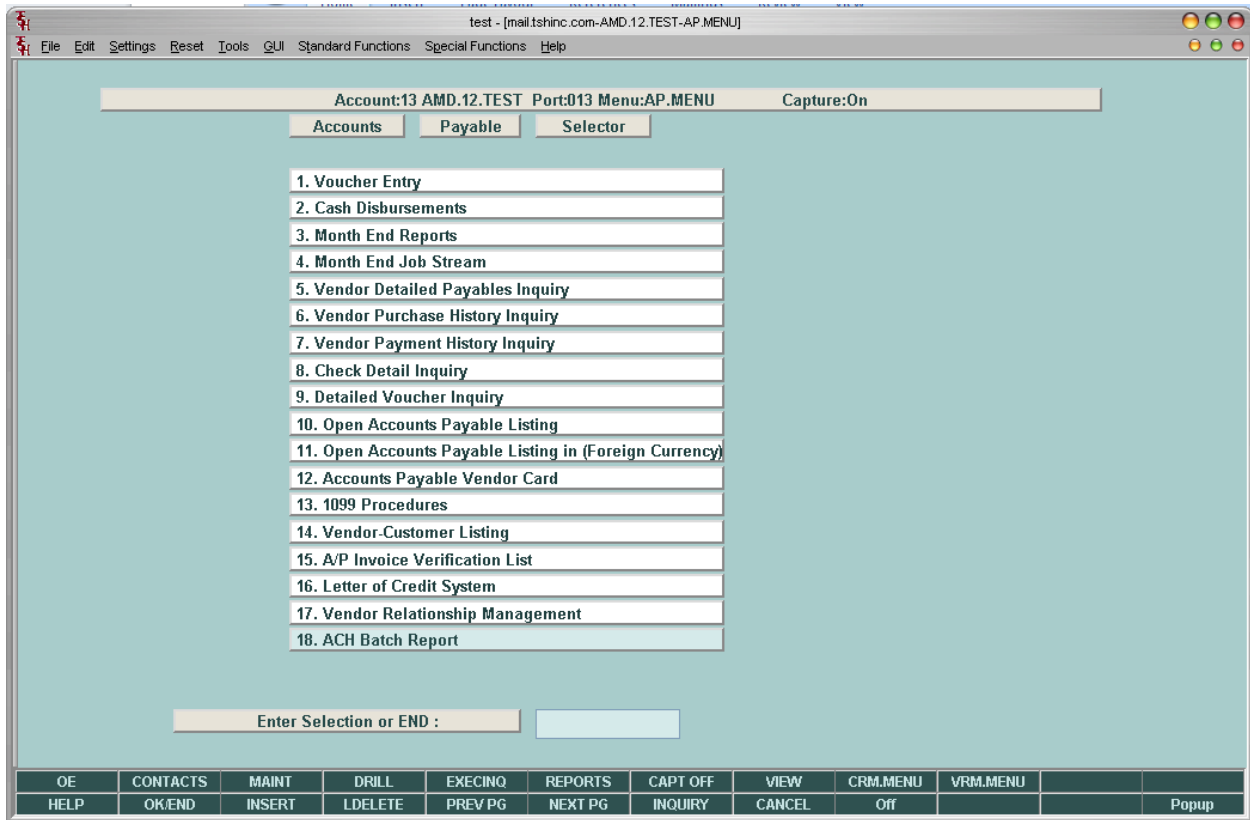 test - [mail.tshinc.com-AMD.12.TEST-AP.MENU]
File Edit Settings Reset Tools GUI Standard Functions Special Functions Help
Account:13 AMD.12.TEST Port:013 Menu:AP.MENU Capture:On
Accounts Payable Selector
1. Voucher Entry
2. Cash Disbursements
3. Month End Reports
4. Month End Job Stream
5. Vendor Detailed Payables Inquiry
6. Vendor Purchase History Inquiry
7. Vendor Payment History Inquiry
8. Check Detail Inquiry
9. Detailed Voucher Inquiry
10. Open Accounts Payable Listing
11. Open Accounts Payable Listing in (Foreign Currency)
12. Accounts Payable Vendor Card
13. 1099 Procedures
14. Vendor-Customer Listing
15. A/P Invoice Verification List
16. Letter of Credit System
17. Vendor Relationship Management
18. ACH Batch Report
Enter Selection or END :
OE CONTACTS MAINT DRILL EXECINQ REPORTS CAPT OFF VIEW CRM.MENU VRM.MENU
HELP OK/END INSERT LDELETE PREV PG NEXT PG INQUIRY CANCEL Off Popup